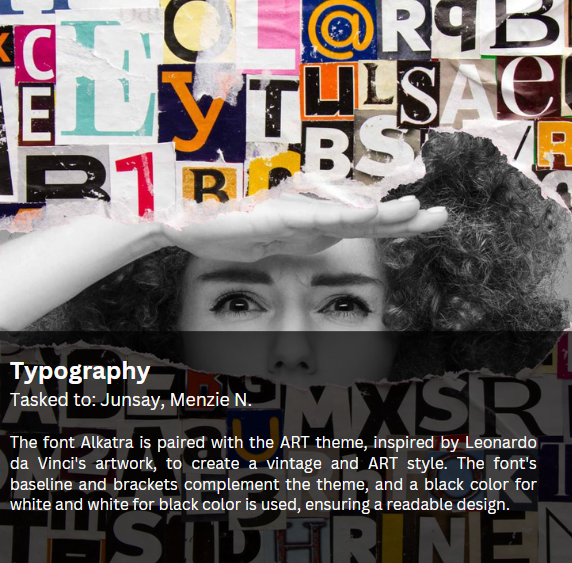 C E O L @ R q B
E y T U L S A e
B S / R
B 1 B
Typography
Tasked to: Junsay, Menzie N.
The font Alkatra is paired with the ART theme, inspired by Leonardo
da Vinci's artwork, to create a vintage and ART style. The font's
baseline and brackets complement the theme, and a black color for
white and white for black color is used, ensuring a readable design.
M X S R